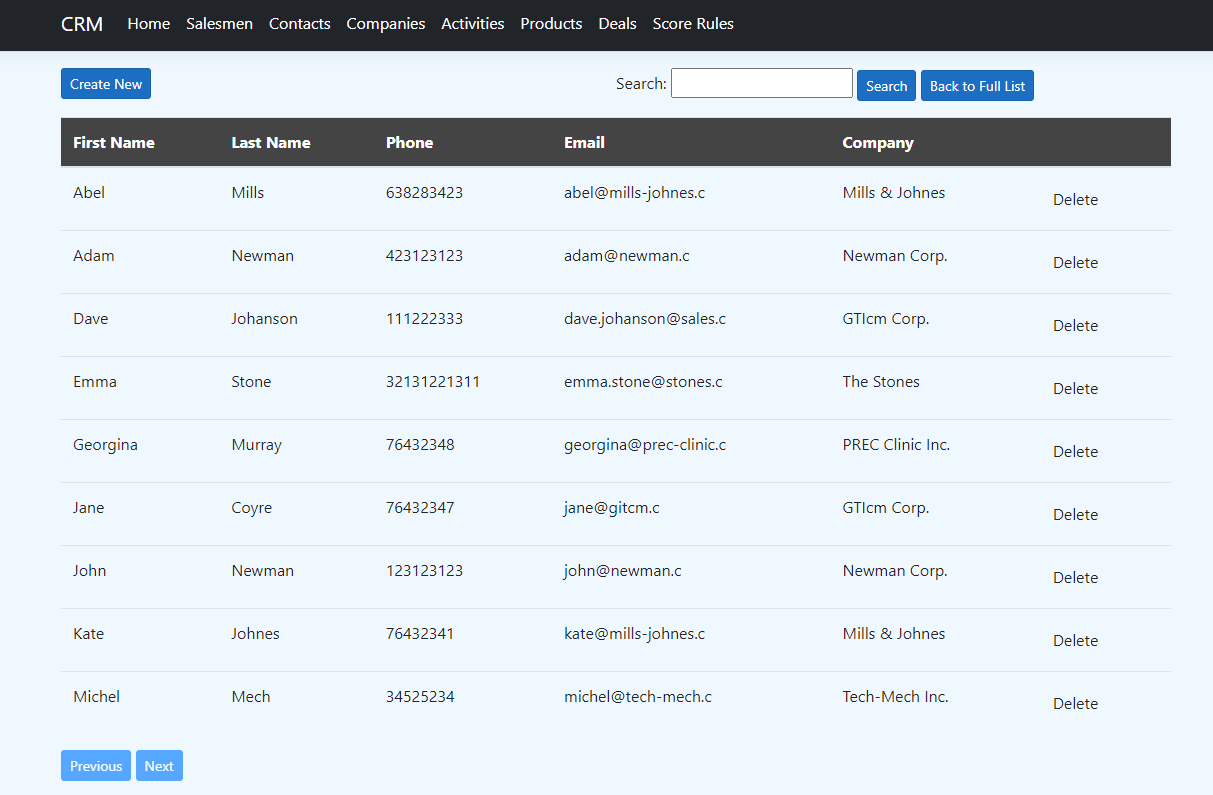 CRM Home Salesmen Contacts Companies Activities Products Deals Score Rules
Create New Search: Search Back to Full List
First Name Last Name Phone Email Company
Abel Mills 638283423 abel@mills-johnes.c Mills & Johnes Delete
Adam Newman 423123123 adam@newman.c Newman Corp. Delete
Dave Johanson 111222333 dave.johanson@sales.c GTIcm Corp. Delete
Emma Stone 32131221311 emma.stone@stones.c The Stones Delete
Georgina Murray 76432348 georgina@prec-clinic.c PREC Clinic Inc. Delete
Jane Coyre 76432347 jane@gitcm.c GTIcm Corp. Delete
John Newman 123123123 john@newman.c Newman Corp. Delete
Kate Johnes 76432341 kate@mills-johnes.c Mills & Johnes Delete
Michel Mech 34525234 michel@tech-mech.c Tech-Mech Inc. Delete
Previous Next